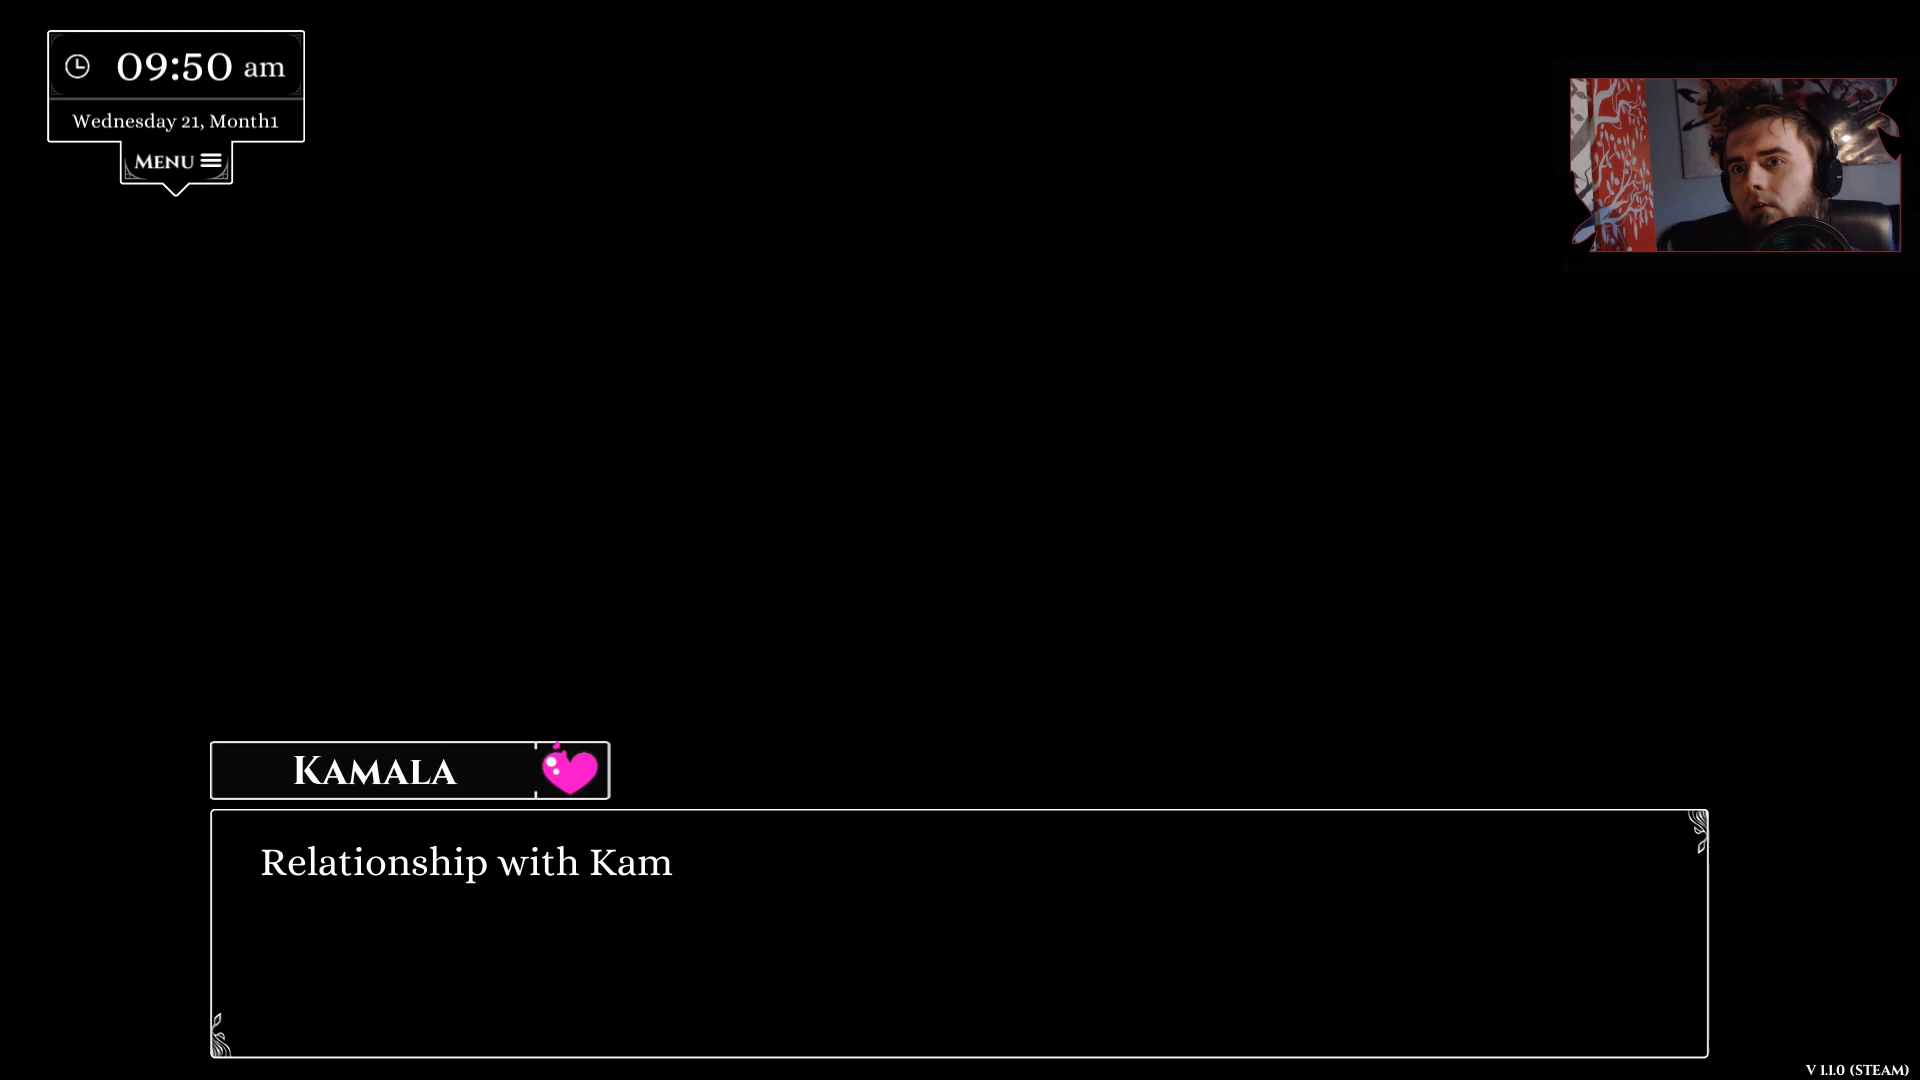 09:50 am
Wednesday 21, Month1
MENU
KAMALA
Relationship with Kam
V 1.1.0 (STEAM)